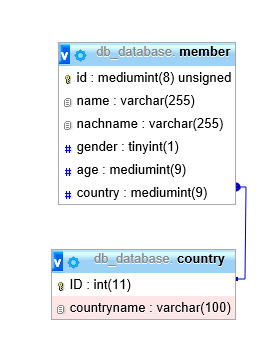 v db_database. member
id : mediumint(8) unsigned
name : varchar(255)
nachname : varchar(255)
# gender : tinyint(1)
# age : mediumint(9)
# country : mediumint(9)
v db_database. country
ID : int(11)
countryname : varchar(100)